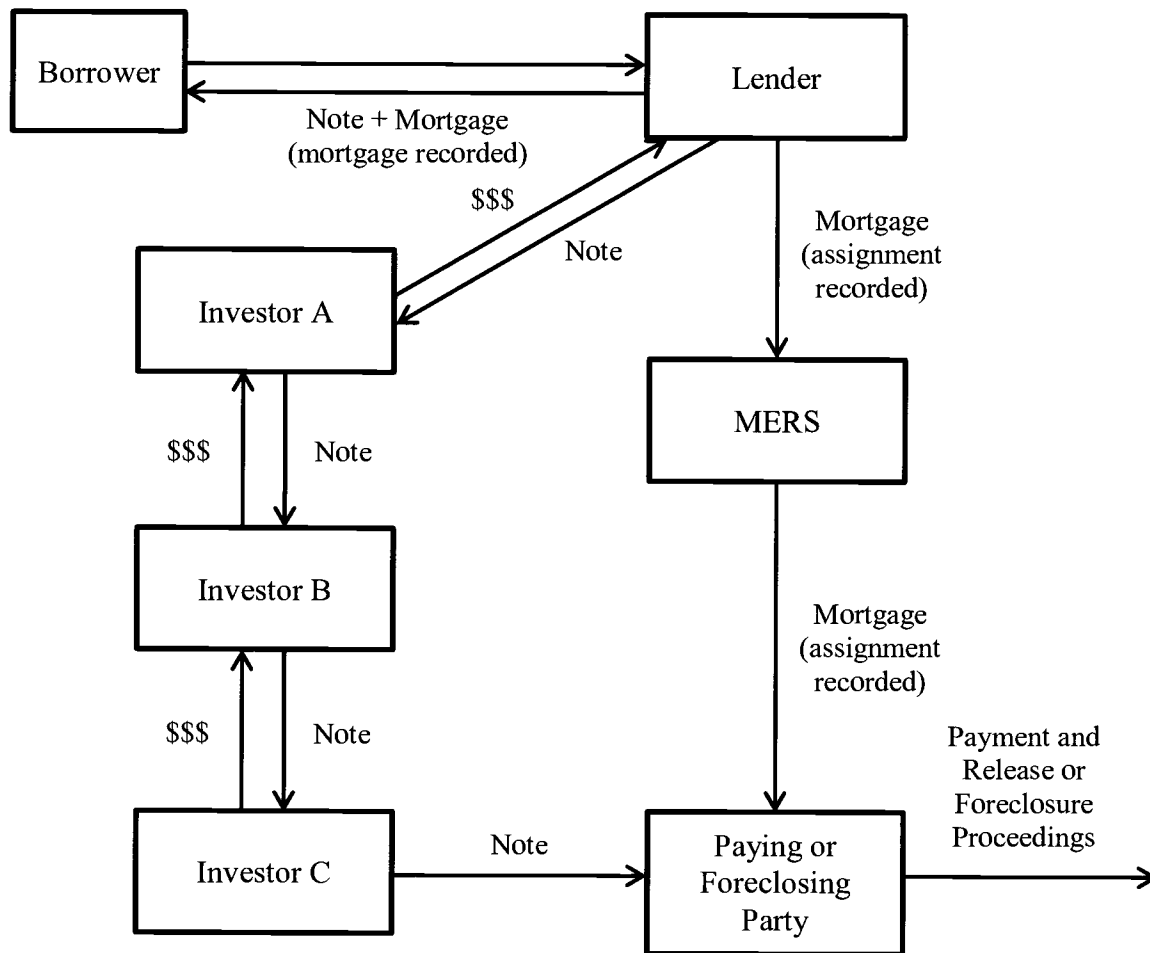 Borrower
Lender
Note + Mortgage
(mortgage recorded)
$$$
Note
Mortgage
(assignment
recorded)
Investor A
MERS
$$$
Note
Investor B
Mortgage
(assignment
recorded)
$$$
Note
Payment and
Release or
Foreclosure
Proceedings
Investor C
Note
Paying or
Foreclosing
Party